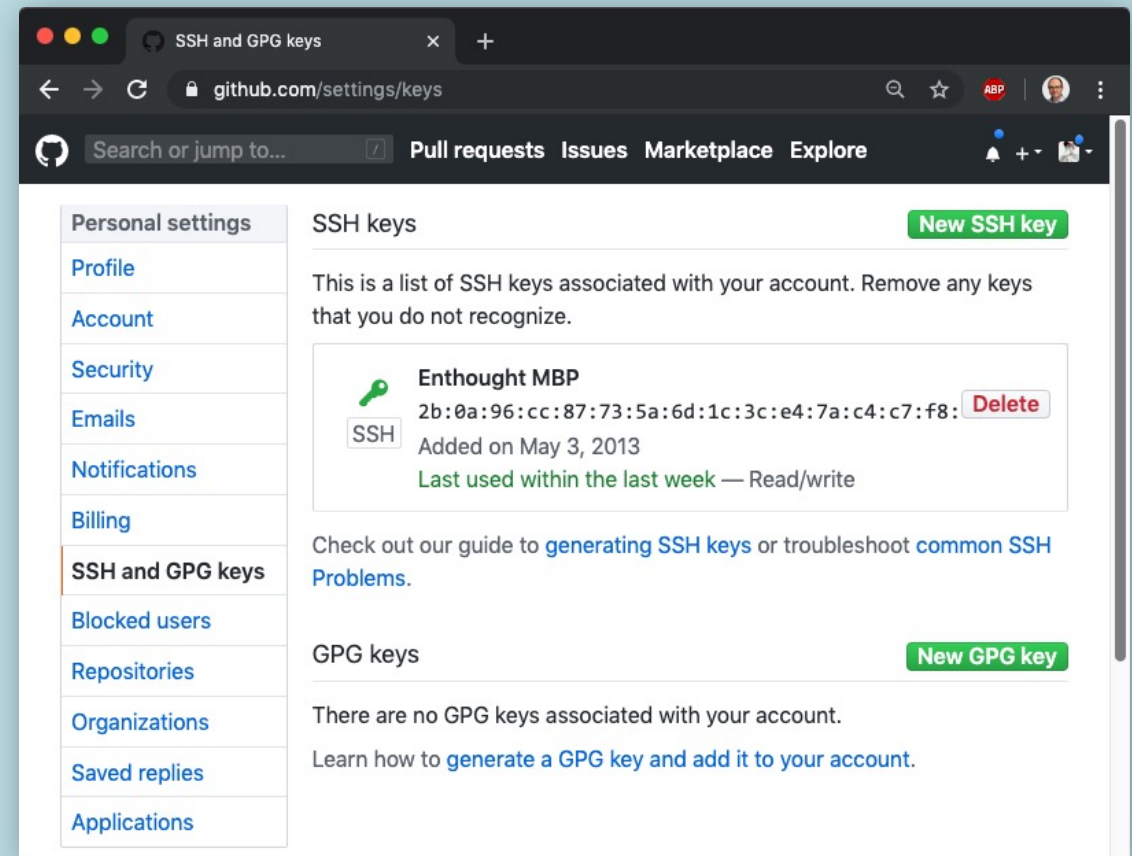 SSH and GPG keys
github.com/settings/keys
ABP
Search or jump to...
/
Pull requests Issues Marketplace Explore
Personal settings
Profile
Account
Security
Emails
Notifications
Billing
SSH and GPG keys
Blocked users
Repositories
Organizations
Saved replies
Applications
SSH keys
New SSH key
This is a list of SSH keys associated with your account. Remove any keys
that you do not recognize.
SSH
Enthought MBP
2b:0a:96:cc:87:73:5a:6d:1c:3c:e4:7a:c4:c7:f8:
Delete
Added on May 3, 2013
Last used within the last week — Read/write
Check out our guide to generating SSH keys or troubleshoot common SSH
Problems.
GPG keys
New GPG key
There are no GPG keys associated with your account.
Learn how to generate a GPG key and add it to your account.